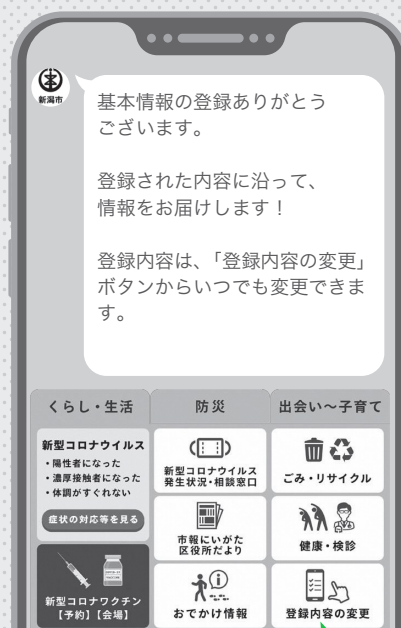 新潟市
基本情報の登録ありがとう
ございます。
登録された内容に沿って、
情報をお届けします！
登録内容は、「登録内容の変更」
ボタンからいつでも変更できま
す。
くらし・生活
防災
出会い～子育て
新型コロナウイルス
・陽性者になった
・濃厚接触者になった
・体調がすぐれない
症状の対応等を見る
新型コロナウイルス
発生状況・相談窓口
ごみ・リサイクル
市報にいがた
区役所だより
健康・検診
新型コロナワクチン
【予約】【会場】
おでかけ情報
登録内容の変更